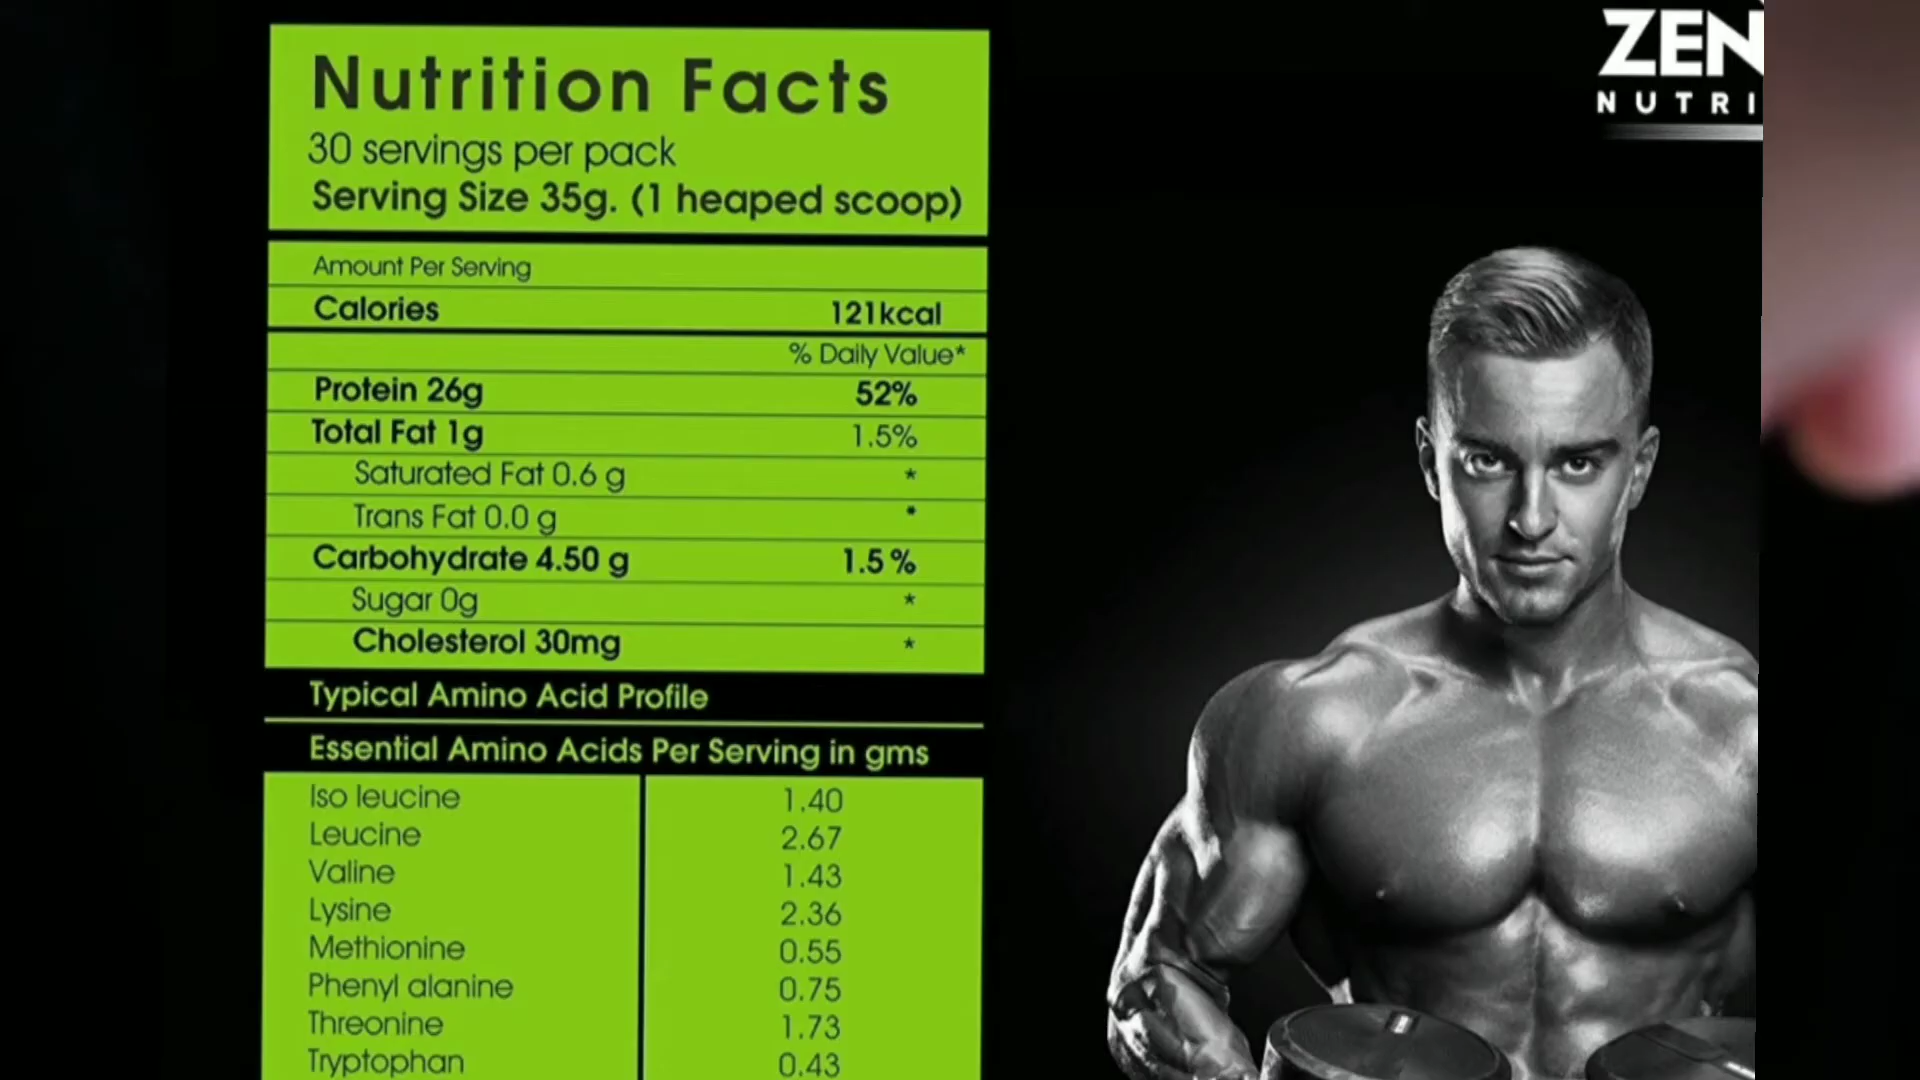 Nutrition Facts
30 servings per pack
Serving Size 35g. (1 heaped scoop)
Amount Per Serving
Calories 121kcal
% Daily Value*
Protein 26g 52%
Total Fat 1g 1.5%
Saturated Fat 0.6 g *
Trans Fat 0.0 g *
Carbohydrate 4.50 g 1.5%
Sugar 0g *
Cholesterol 30mg *
Typical Amino Acid Profile
Essential Amino Acids Per Serving in gms
Iso leucine 1.40
Leucine 2.67
Valine 1.43
Lysine 2.36
Methionine 0.55
Phenyl alanine 0.75
Threonine 1.73
Tryptophan 0.43
ZEN
NUTRI